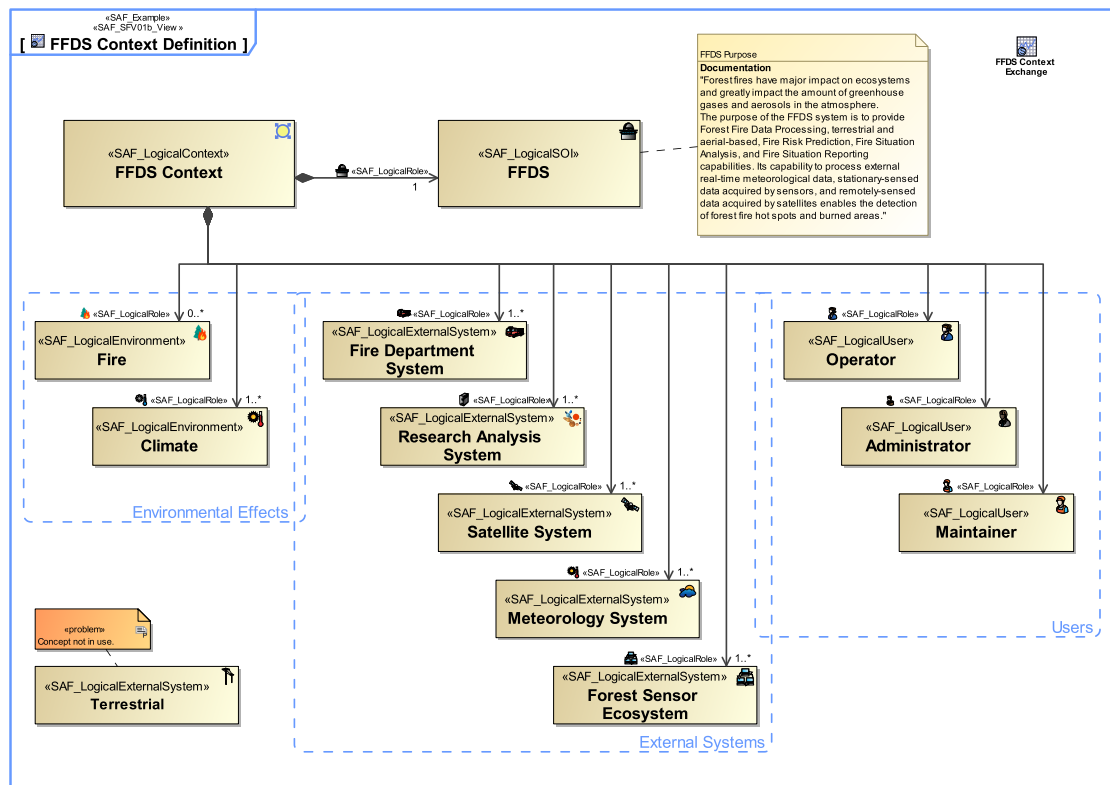 «SAF_Example»
«SAF_SFV01b_View »
[ FFDS Context Definition ]
FFDS Context
Exchange
FFDS Purpose
Documentation
"Forest fires have major impact on ecosystems
and greatly impact the amount of greenhouse
gases and aerosols in the atmosphere.
The purpose of the FFDS system is to provide
Forest Fire Data Processing, terrestrial and
aerial-based, Fire Risk Prediction, Fire Situation
Analysis, and Fire Situation Reporting
capabilities. Its capability to process external
real-time meteorological data, stationary-sensed
data acquired by sensors, and remotely-sensed
data acquired by satellites enables the detection
of forest fire hot spots and burned areas."
«SAF_LogicalContext»
FFDS Context
«SAF_LogicalRole»
1
«SAF_LogicalSOI»
FFDS
«SAF_LogicalRole» 0..*
«SAF_LogicalEnvironment»
Fire
«SAF_LogicalRole» 1..*
«SAF_LogicalEnvironment»
Climate
Environmental Effects
«SAF_LogicalRole» 1..*
«SAF_LogicalExternalSystem»
Fire Department
System
«SAF_LogicalRole» 1..*
«SAF_LogicalExternalSystem»
Research Analysis
System
«SAF_LogicalRole» 1..*
«SAF_LogicalExternalSystem»
Satellite System
«SAF_LogicalRole» 1..*
«SAF_LogicalExternalSystem»
Meteorology System
«SAF_LogicalRole» 1..*
«SAF_LogicalExternalSystem»
Forest Sensor
Ecosystem
External Systems
«SAF_LogicalRole»
«SAF_LogicalUser»
Operator
«SAF_LogicalRole»
«SAF_LogicalUser»
Administrator
«SAF_LogicalRole»
«SAF_LogicalUser»
Maintainer
Users
«problem»
Concept not in use.
«SAF_LogicalExternalSystem»
Terrestrial